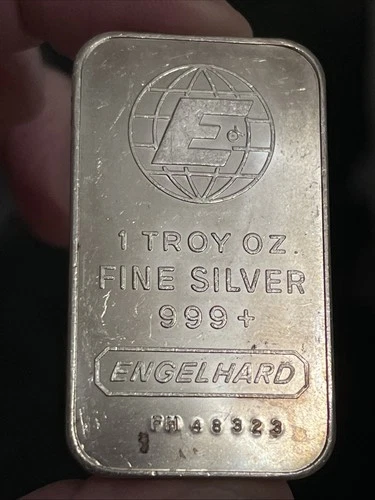 E
1 TROY OZ.
FINE SILVER
999+
ENGELHARD
PH 48323